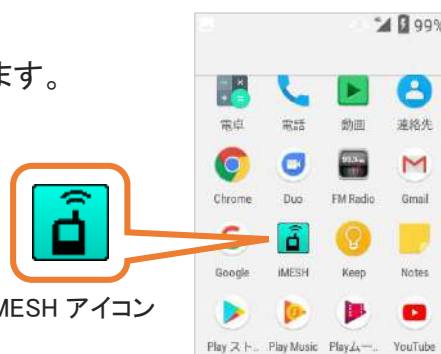 99%
ます。
電卓 電話 動画 連絡先
Chrome Duo FM Radio Gmail
Google iMESH Keep Notes
MESH アイコン
Play スト.. Play Music Playムー.. YouTube